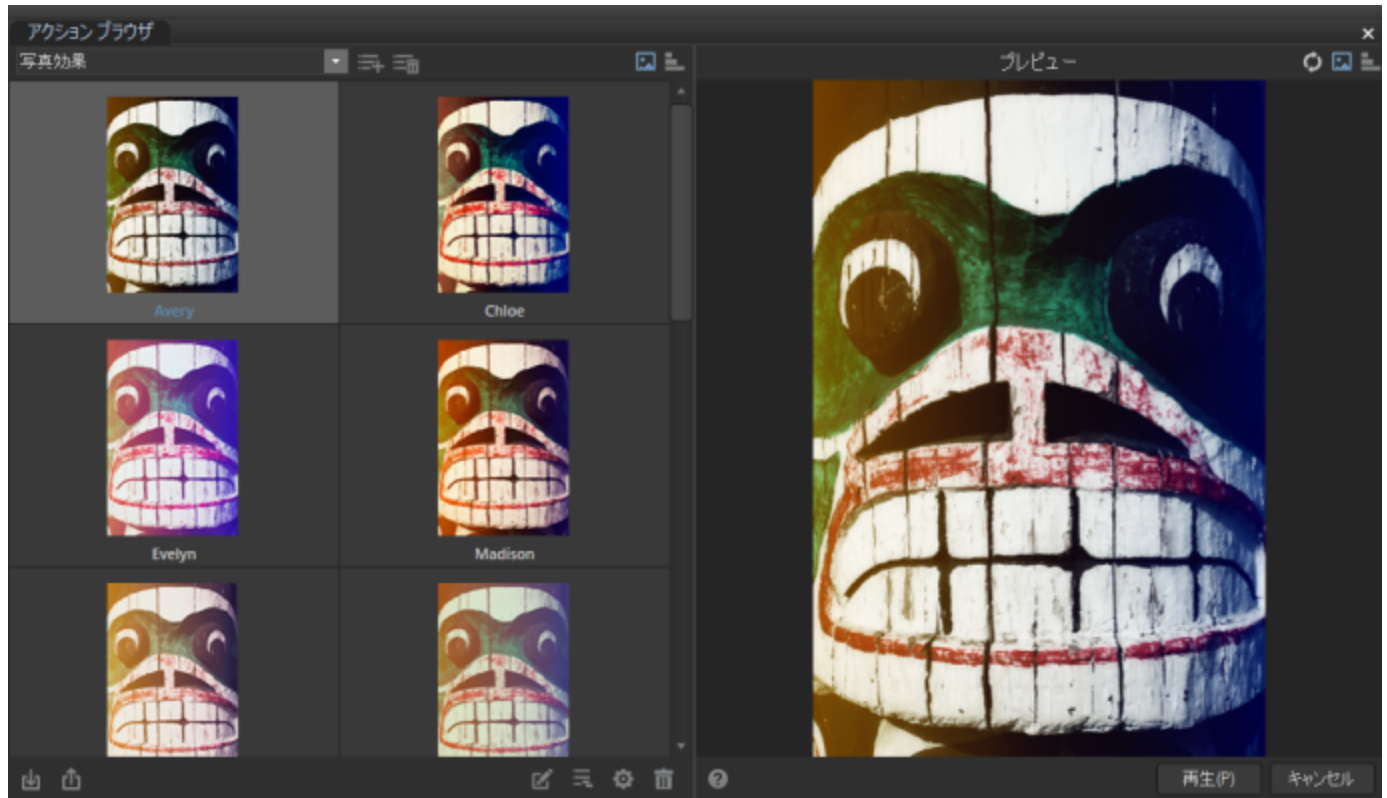 アクション ブラウザ
写真効果
プレビュー
Avery
Chloe
Evelyn
Madison
再生(P)
キャンセル